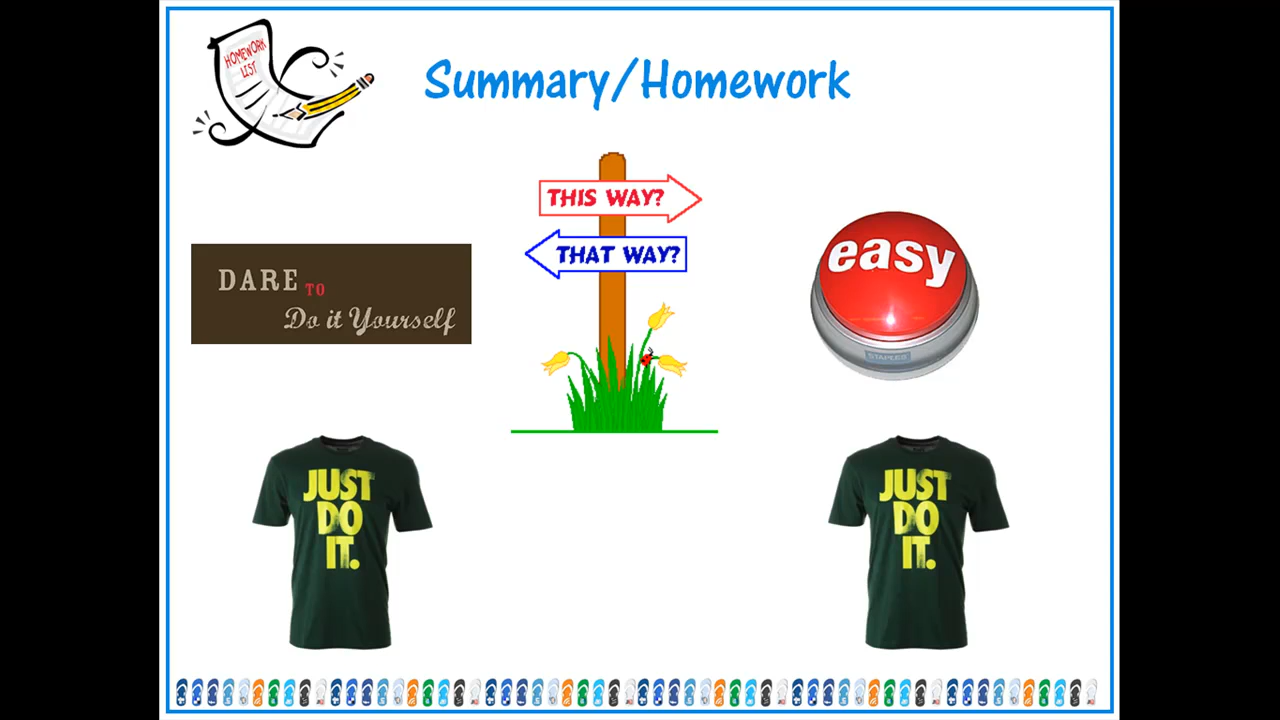 HOMEWORK
LIST
Summary/Homework
THIS WAY?
THAT WAY?
DARE TO
Do it Yourself
easy
STAPLES
JUST
DO
IT.
JUST
DO
IT.